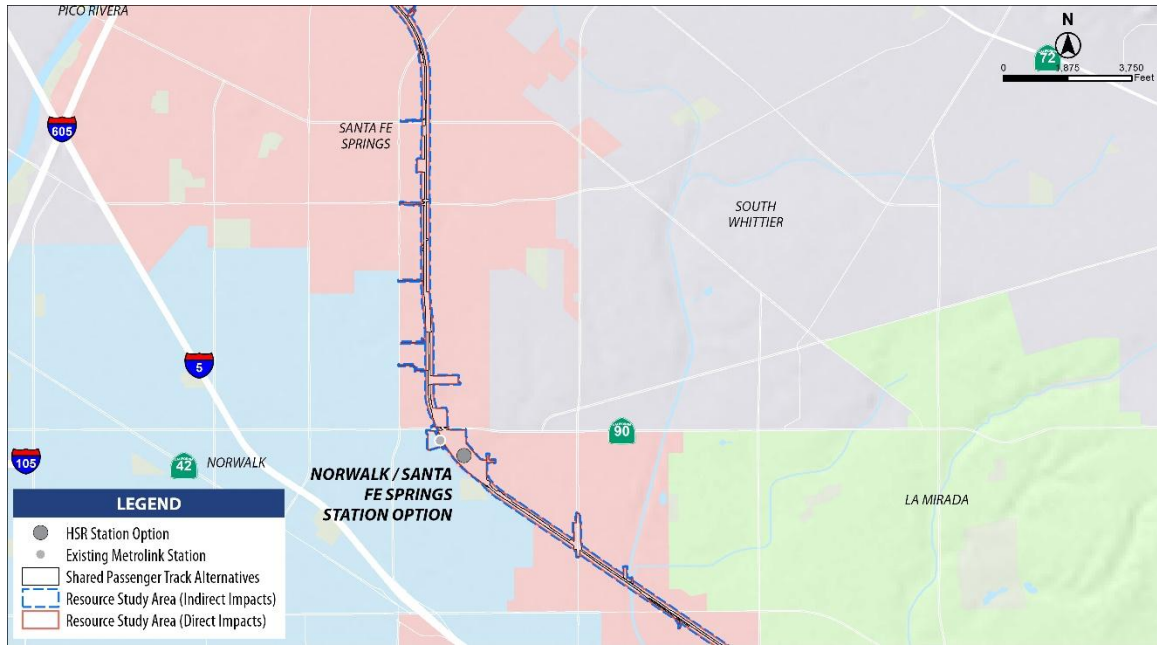 PICO RIVERA
N
72
0 1,875 3,750
Feet
605
SANTA FE
SPRINGS
SOUTH
WHITTIER
5
90
105
42
NORWALK
NORWALK / SANTA
FE SPRINGS
STATION OPTION
LA MIRADA
LEGEND
HSR Station Option
Existing Metrolink Station
Shared Passenger Track Alternatives
Resource Study Area (Indirect Impacts)
Resource Study Area (Direct Impacts)